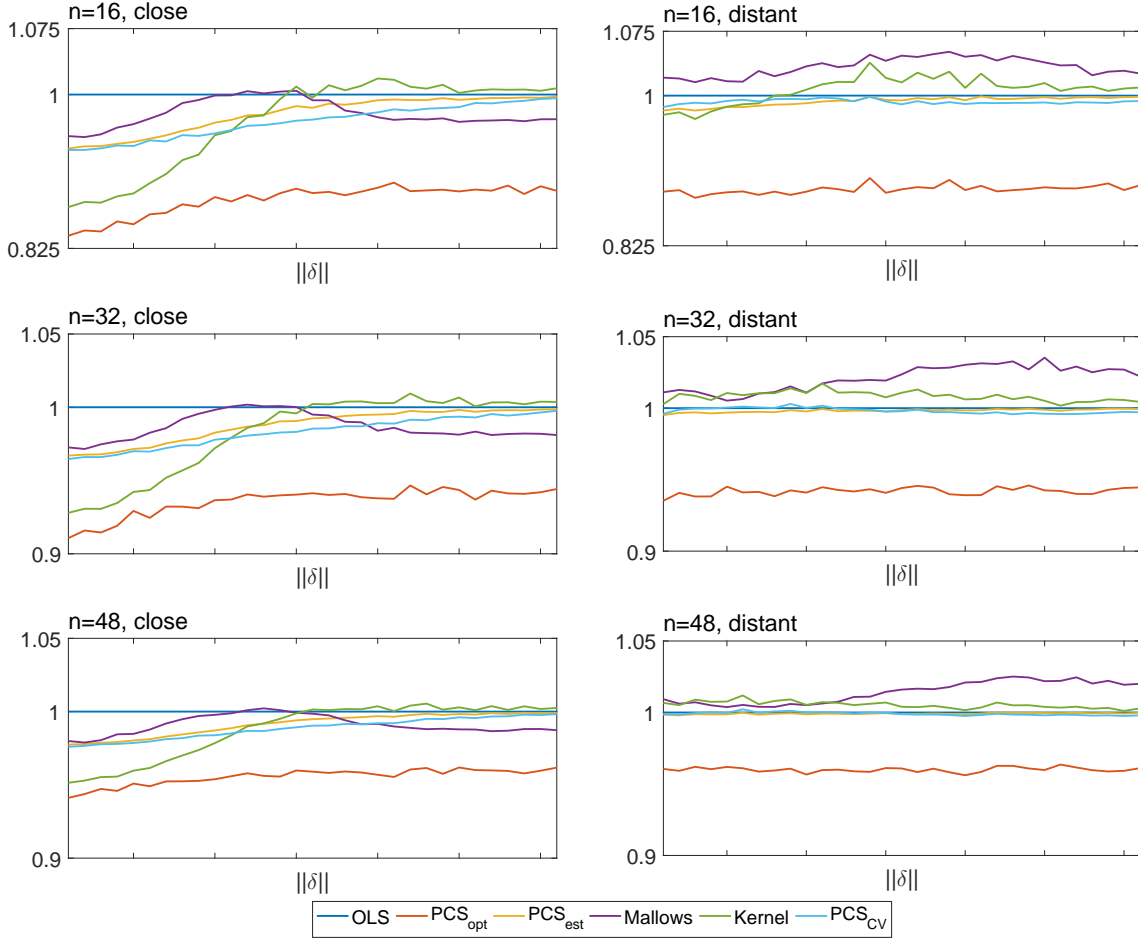 n=16, close
1.075
1
0.825
||δ||
n=16, distant
1.075
1
0.825
||δ||
n=32, close
1.05
1
0.9
||δ||
n=32, distant
1.05
1
0.9
||δ||
n=48, close
1.05
1
0.9
||δ||
n=48, distant
1.05
1
0.9
||δ||
OLS PCS_opt PCS_est Mallows Kernel PCS_CV